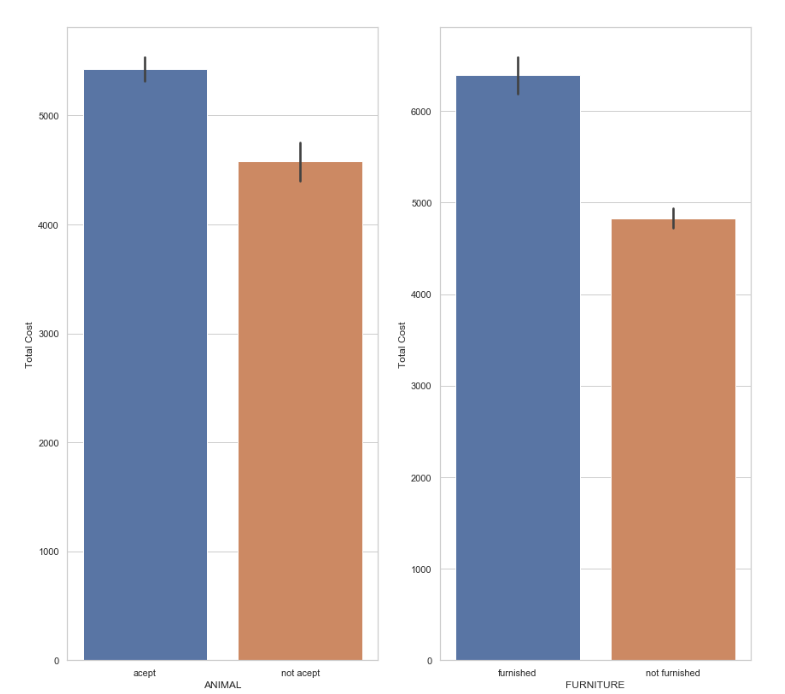 Total Cost
5000
4000
3000
2000
1000
0
acept
not acept
ANIMAL
Total Cost
6000
5000
4000
3000
2000
1000
0
furnished
not furnished
FURNITURE